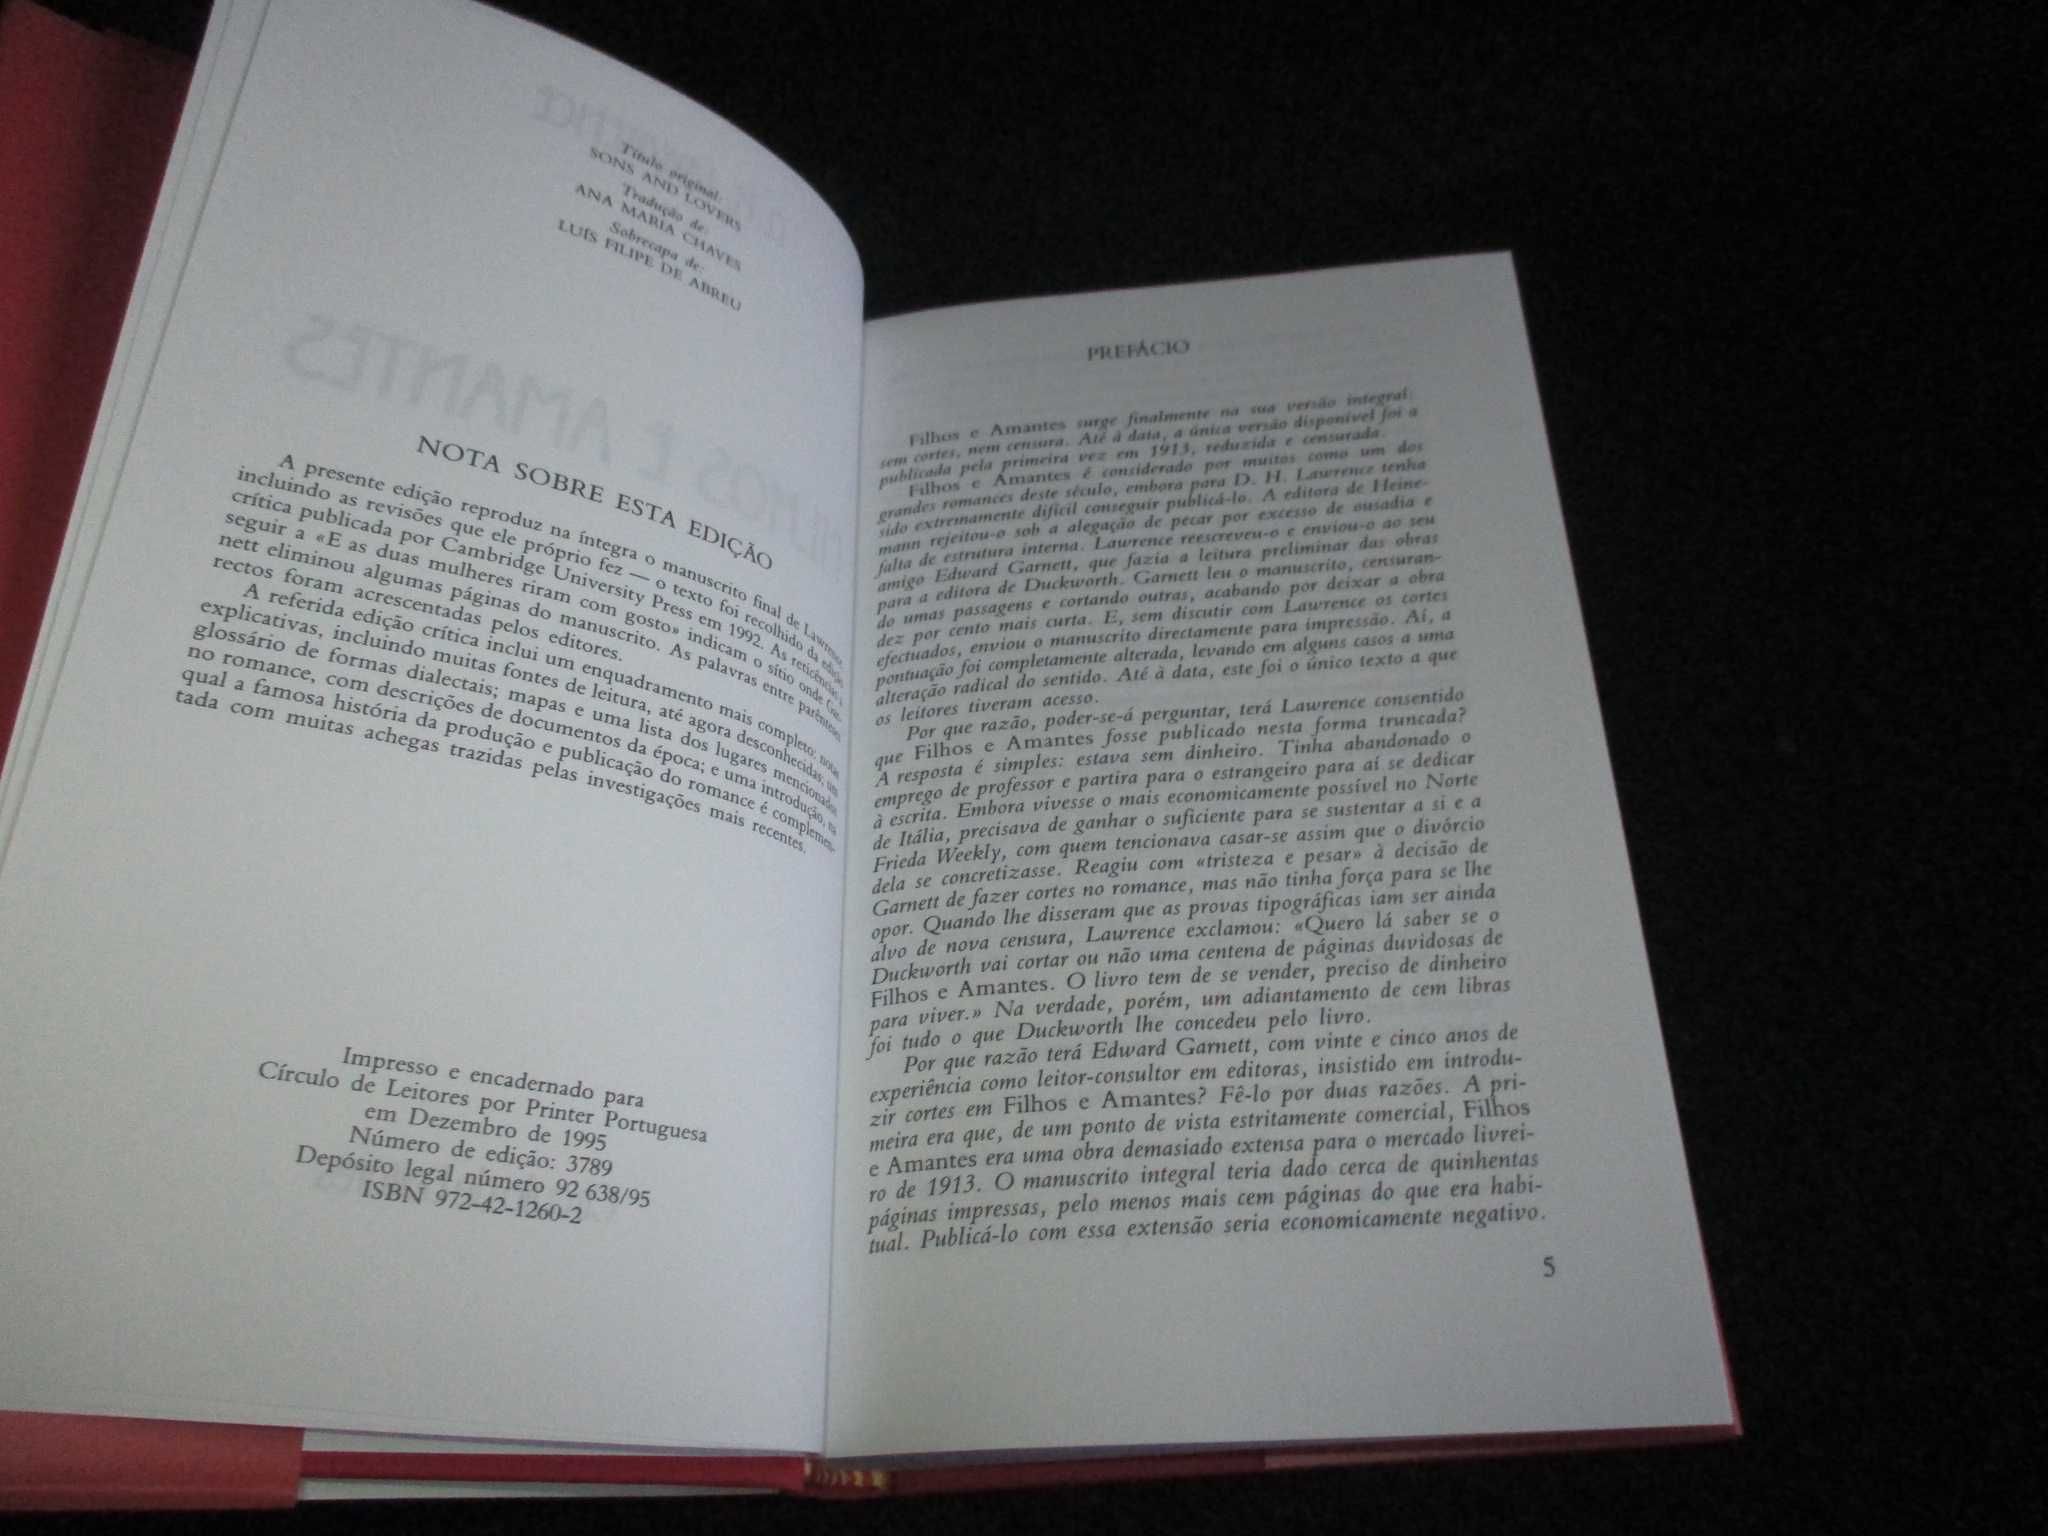 Título original:
SONS AND LOVERS
Tradução de:
ANA MARIA CHAVES
Sobrecapa de:
LUÍS FILIPE DE ABREU
NOTA SOBRE ESTA EDIÇÃO
A presente edição reproduz na íntegra o manuscrito final de Lawrence,
incluindo as revisões que ele próprio fez — o texto foi recolhido da edição
crítica publicada por Cambridge University Press em 1992. As reticências a
seguir a «E as duas mulheres riram com gosto» indicam o sítio onde Gar-
nett eliminou algumas páginas do manuscrito. As palavras entre parênteses
rectos foram acrescentadas pelos editores.
A referida edição crítica inclui um enquadramento mais completo: notas
explicativas, incluindo muitas fontes de leitura, até agora desconhecidas; um
glossário de formas dialectais; mapas e uma lista dos lugares mencionados
no romance, com descrições de documentos da época; e uma introdução, na
qual a famosa história da produção e publicação do romance é complemen-
tada com muitas achegas trazidas pelas investigações mais recentes.
Impresso e encadernado para
Círculo de Leitores por Printer Portuguesa
em Dezembro de 1995
Número de edição: 3789
Depósito legal número 92 638/95
ISBN 972-42-1260-2
PREFÁCIO
Filhos e Amantes surge finalmente na sua versão integral:
sem cortes, nem censura. Até à data, a única versão disponível foi a
publicada pela primeira vez em 1913, reduzida e censurada.
Filhos e Amantes é considerado por muitos como um dos
grandes romances deste século, embora para D. H. Lawrence tenha
sido extremamente difícil conseguir publicá-lo. A editora de Heine-
mann rejeitou-o sob a alegação de pecar por excesso de ousadia e
falta de estrutura interna. Lawrence reescreveu-o e enviou-o ao seu
amigo Edward Garnett, que fazia a leitura preliminar das obras
para a editora de Duckworth. Garnett leu o manuscrito, censuran-
do umas passagens e cortando outras, acabando por deixar a obra
dez por cento mais curta. E, sem discutir com Lawrence os cortes
efectuados, enviou o manuscrito directamente para impressão. Aí, a
pontuação foi completamente alterada, levando em alguns casos a uma
alteração radical do sentido. Até à data, este foi o único texto a que
os leitores tiveram acesso.
Por que razão, poder-se-á perguntar, terá Lawrence consentido
que Filhos e Amantes fosse publicado nesta forma truncada?
A resposta é simples: estava sem dinheiro. Tinha abandonado o
emprego de professor e partira para o estrangeiro para aí se dedicar
à escrita. Embora vivesse o mais economicamente possível no Norte
de Itália, precisava de ganhar o suficiente para se sustentar a si e a
Frieda Weekly, com quem tencionava casar-se assim que o divórcio
dela se concretizasse. Reagiu com «tristeza e pesar» à decisão de
Garnett de fazer cortes no romance, mas não tinha força para se lhe
opor. Quando lhe disseram que as provas tipográficas iam ser ainda
alvo de nova censura, Lawrence exclamou: «Quero lá saber se o
Duckworth vai cortar ou não uma centena de páginas duvidosas de
Filhos e Amantes. O livro tem de se vender, preciso de dinheiro
para viver.» Na verdade, porém, um adiantamento de cem libras
foi tudo o que Duckworth lhe concedeu pelo livro.
Por que razão terá Edward Garnett, com vinte e cinco anos de
experiência como leitor-consultor em editoras, insistido em introdu-
zir cortes em Filhos e Amantes? Fê-lo por duas razões. A pri-
meira era que, de um ponto de vista estritamente comercial, Filhos
e Amantes era uma obra demasiado extensa para o mercado livrei-
ro de 1913. O manuscrito integral teria dado cerca de quinhentas
páginas impressas, pelo menos mais cem páginas do que era habi-
tual. Publicá-lo com essa extensão seria economicamente negativo.
5